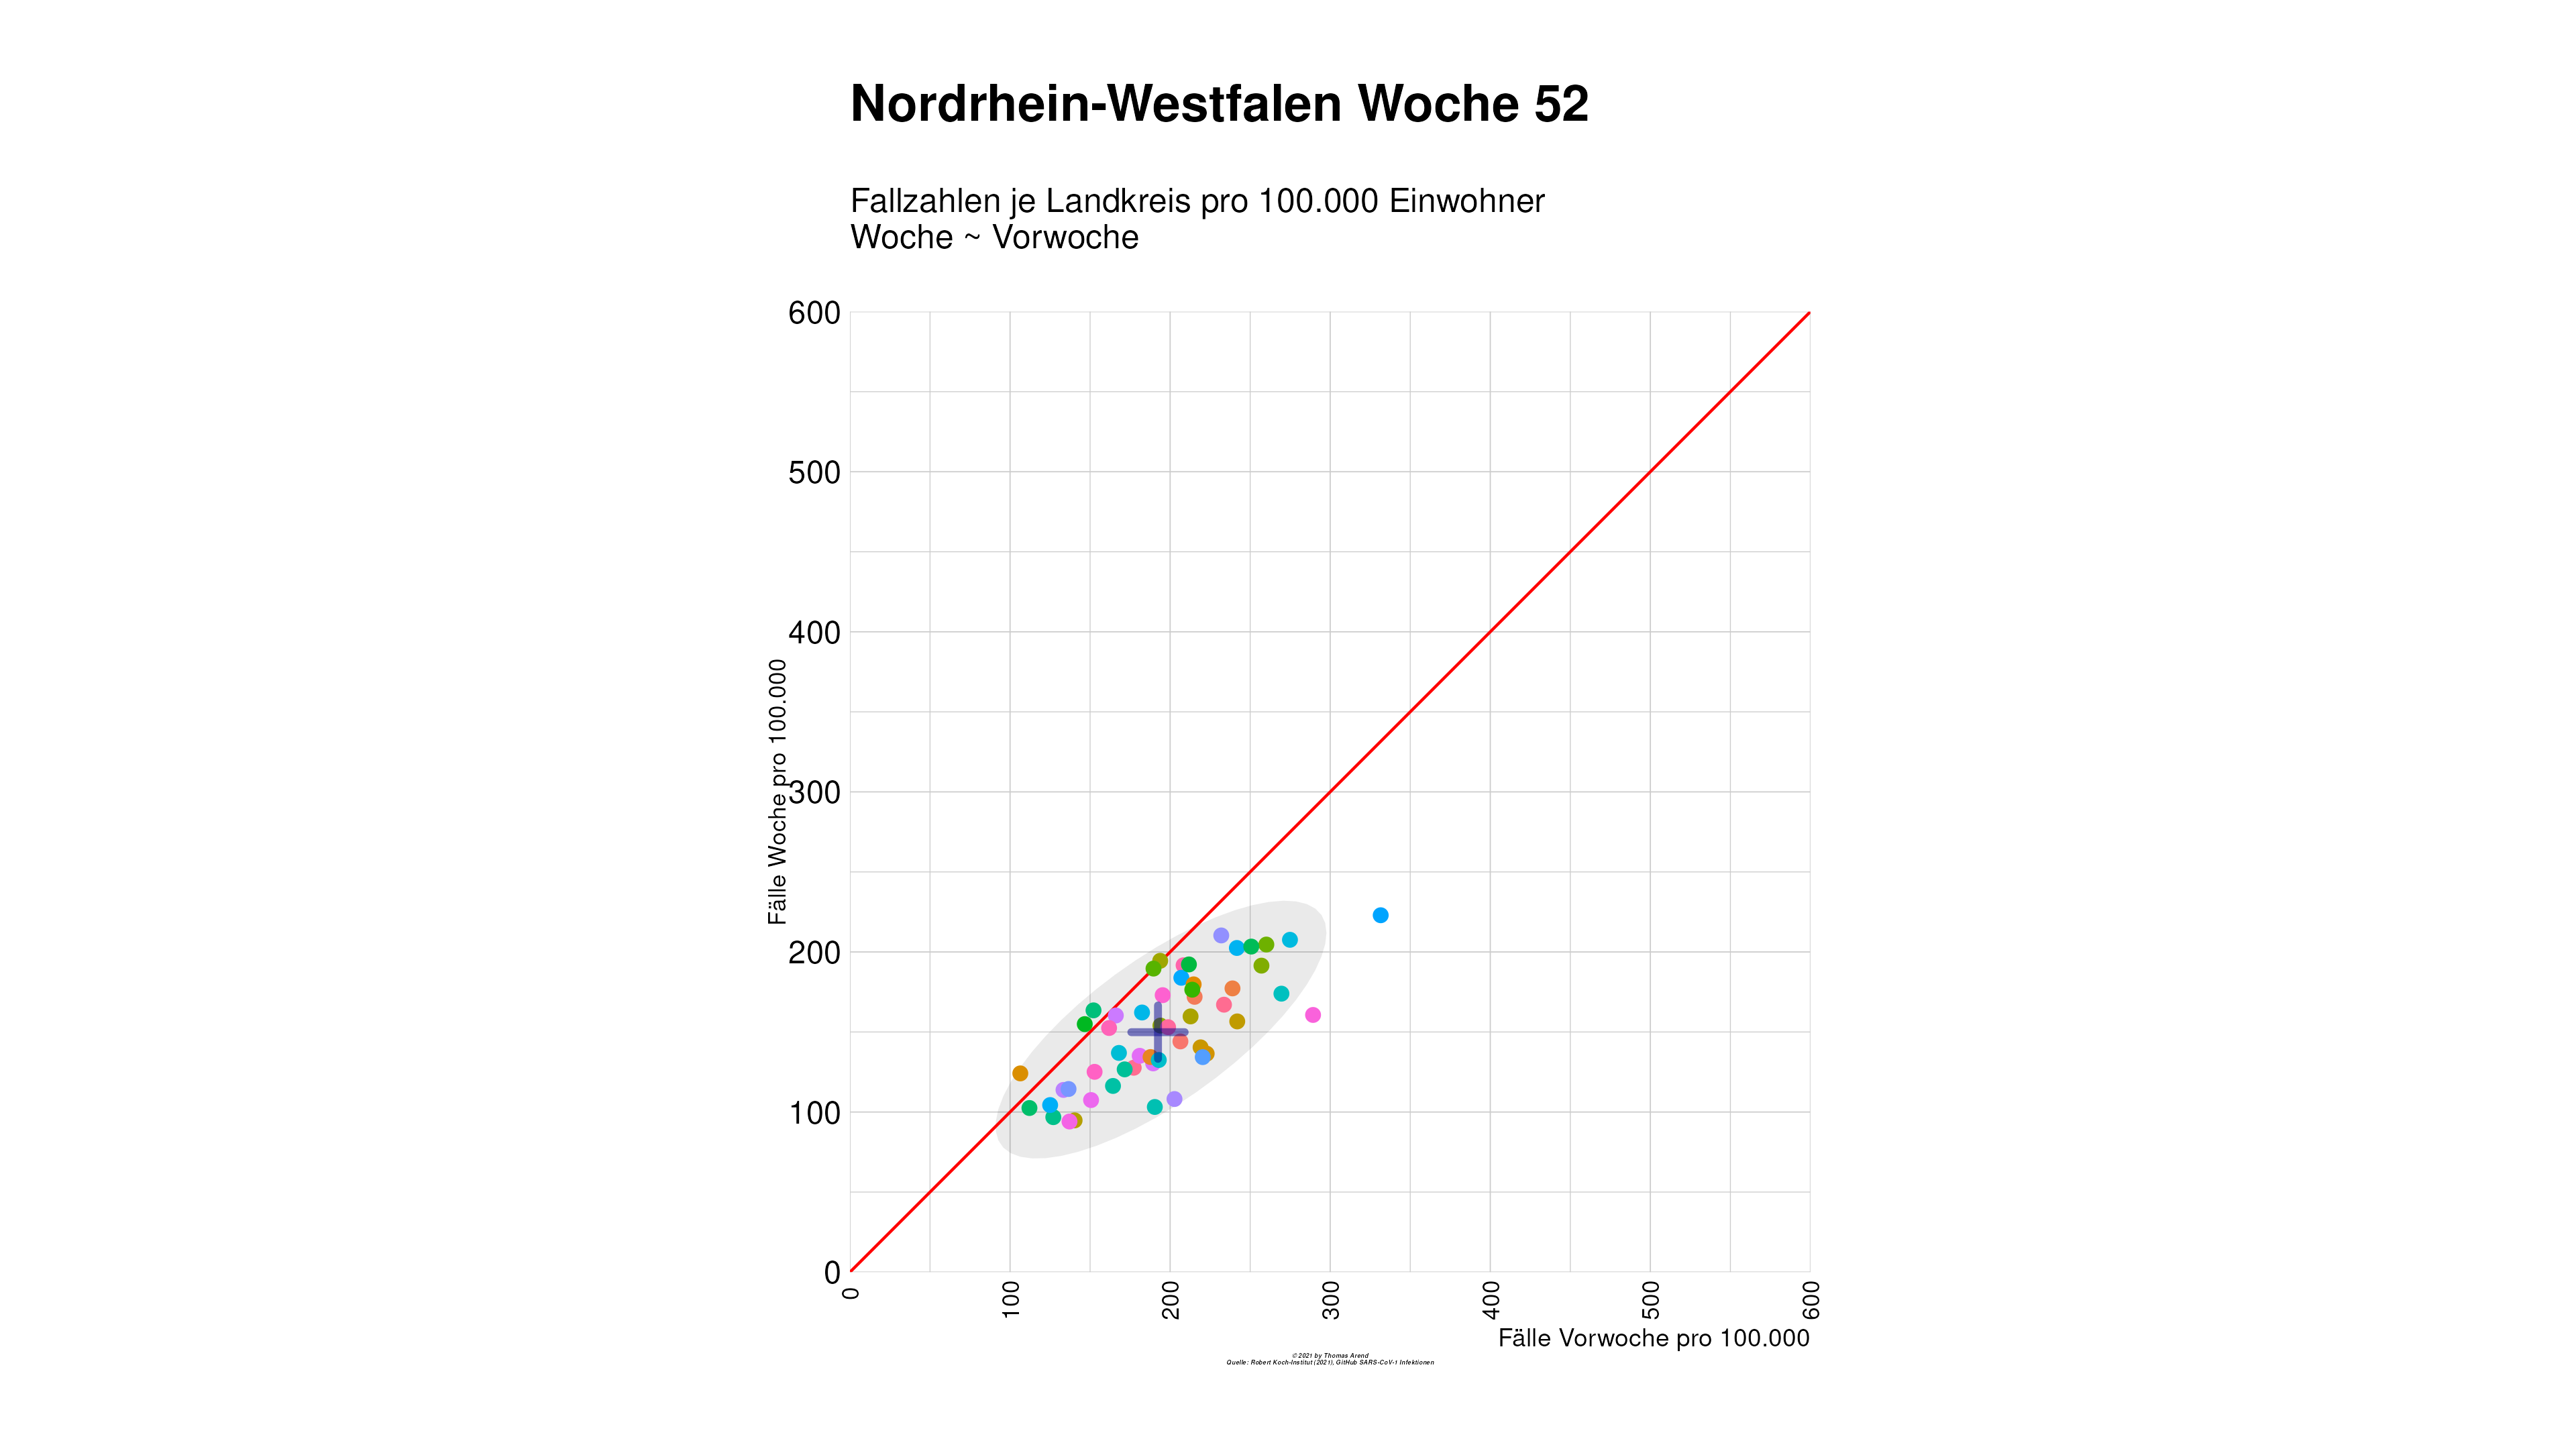 Nordrhein-Westfalen Woche 52
Fallzahlen je Landkreis pro 100.000 Einwohner
Woche ~ Vorwoche
600
500
400
300
200
100
0
Fälle Woche pro 100.000
0
100
200
300
400
500
600
Fälle Vorwoche pro 100.000
© 2021 by Thomas Arend
Quelle: Robert Koch-Institut (2021), GitHub SARS-CoV-1 Infektionen